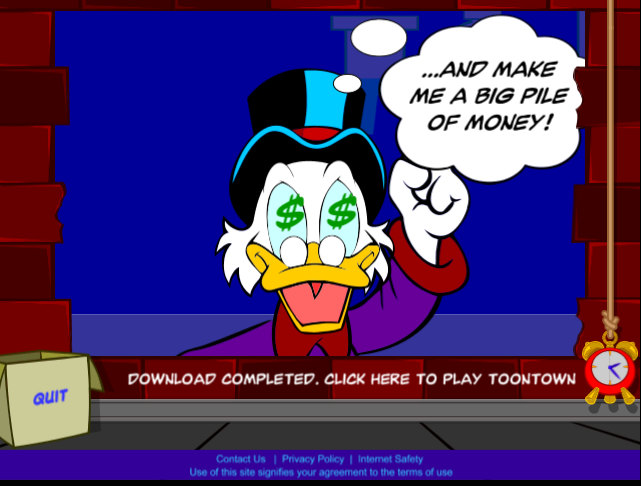 ...AND MAKE
ME A BIG PILE
OF MONEY!
$ $
QUIT
DOWNLOAD COMPLETED. CLICK HERE TO PLAY TOONTOWN
Contact Us | Privacy Policy | Internet Safety
Use of this site signifies your agreement to the terms of use